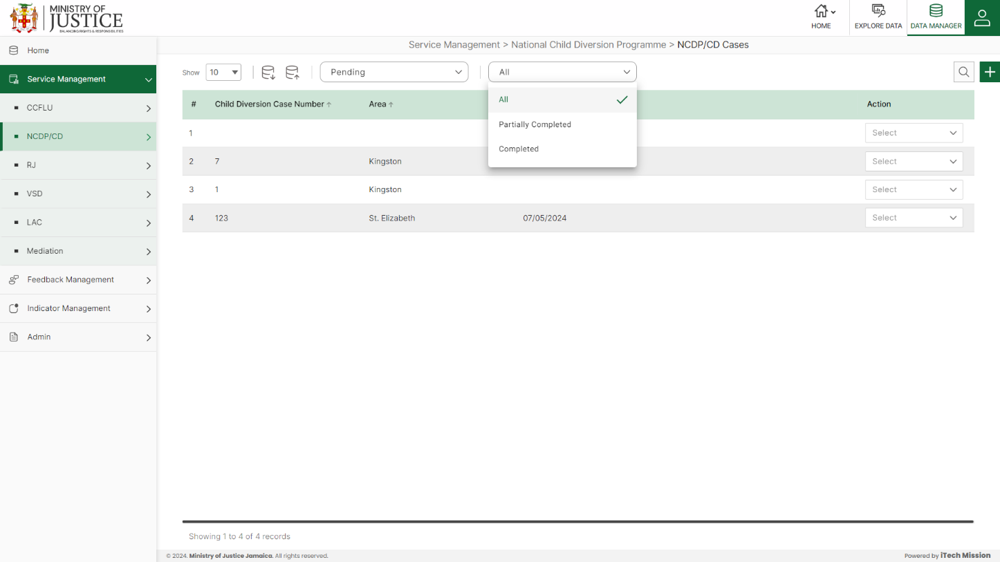 MINISTRY OF
JUSTICE
BALANCING RIGHTS & RESPONSIBILITIES
HOME
EXPLORE DATA
DATA MANAGER
Home
Service Management
CCFLU
NCDP/CD
RJ
VSD
LAC
Mediation
Feedback Management
Indicator Management
Admin
Service Management > National Child Diversion Programme > NCDP/CD Cases
Show 10 Pending All
All
Partially Completed
Completed
# Child Diversion Case Number Area Action
1 Select
2 7 Kingston Select
3 1 Kingston Select
4 123 St. Elizabeth 07/05/2024 Select
Showing 1 to 4 of 4 records
© 2024. Ministry of Justice Jamaica. All rights reserved.
Powered by iTech Mission